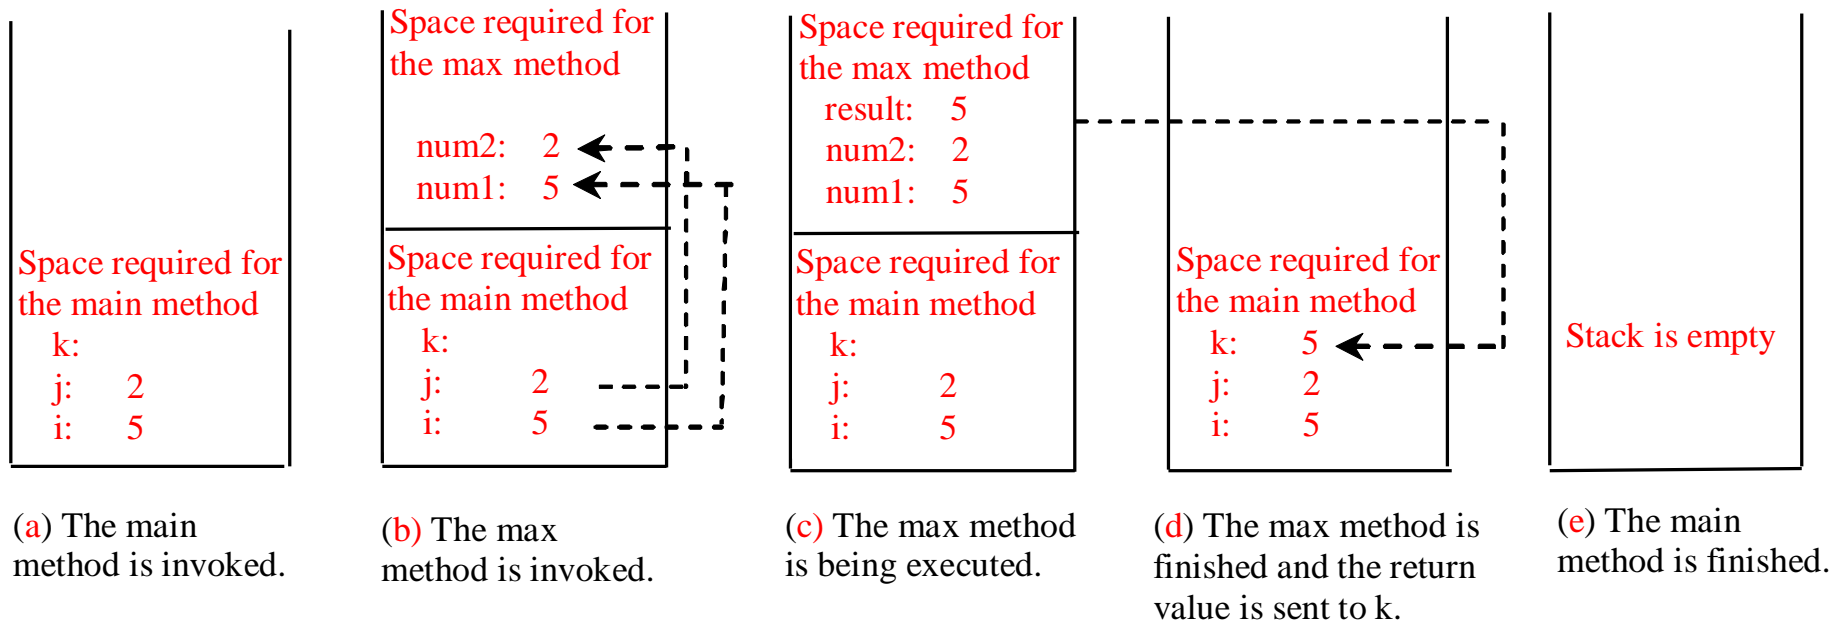 Space required for
the main method
k:
j: 2
i: 5
(a) The main
method is invoked.
Space required for
the max method
num2: 2
num1: 5
Space required for
the main method
k:
j: 2
i: 5
(b) The max
method is invoked.
Space required for
the max method
result: 5
num2: 2
num1: 5
Space required for
the main method
k:
j: 2
i: 5
(c) The max method
is being executed.
Space required for
the main method
k: 5
j: 2
i: 5
(d) The max method is
finished and the return
value is sent to k.
Stack is empty
(e) The main
method is finished.